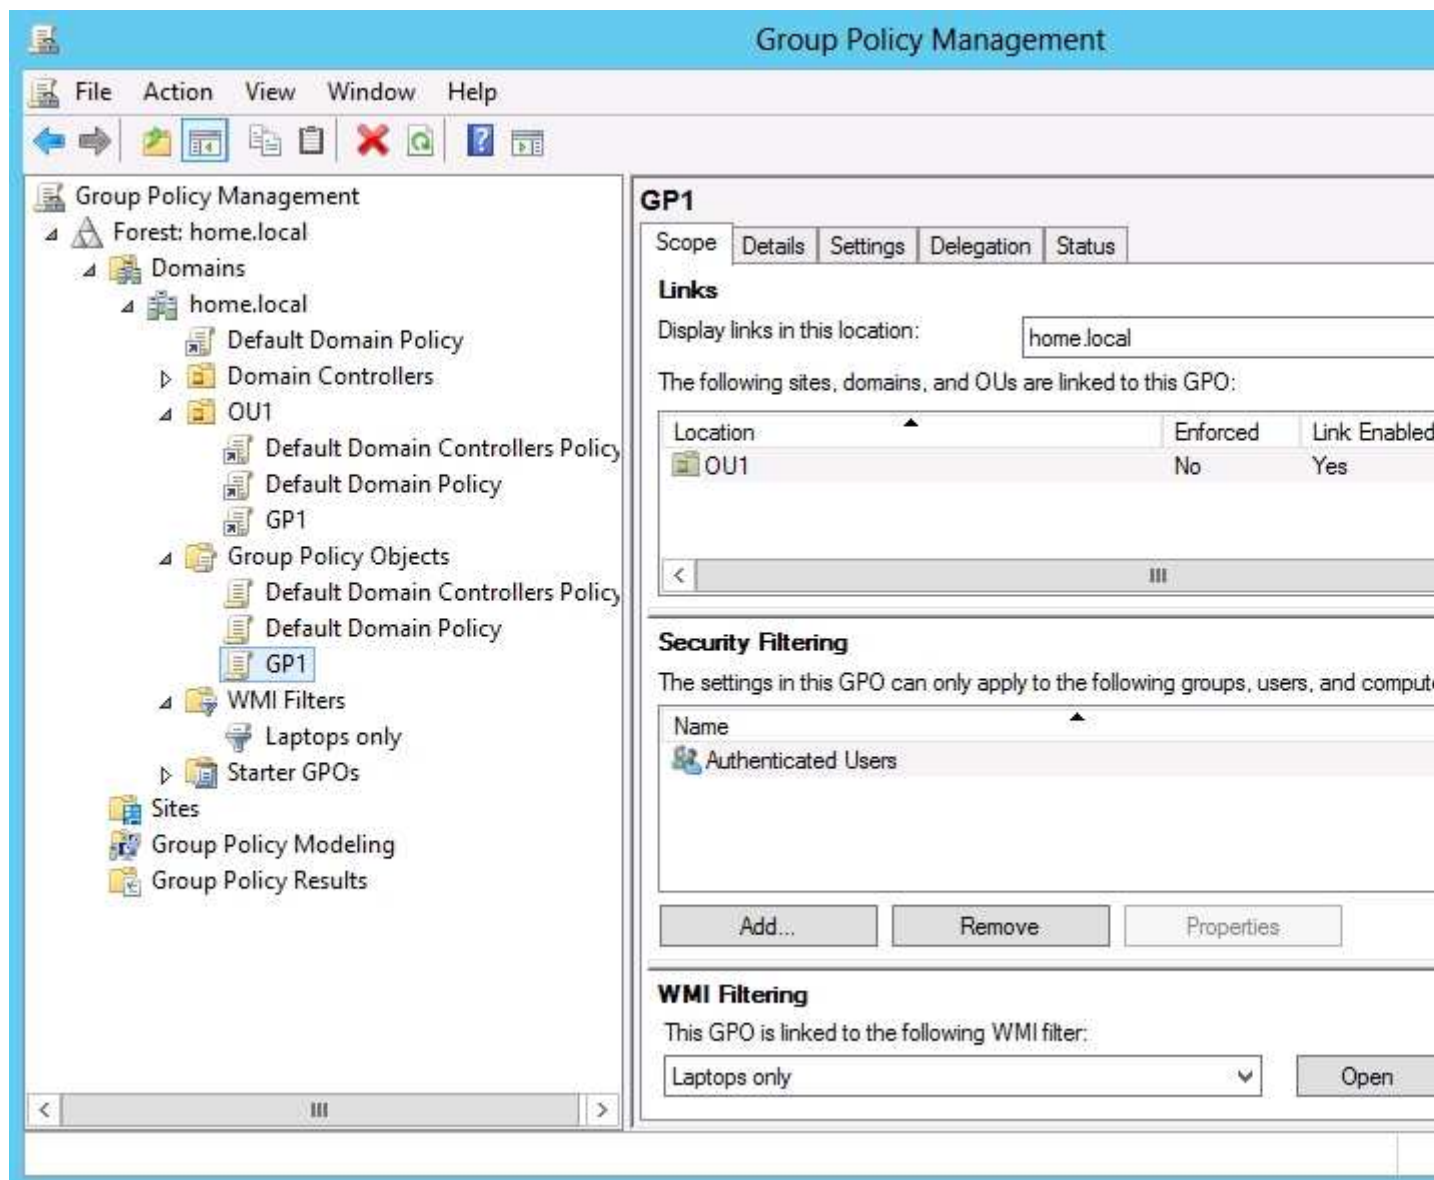 Group Policy Management
File Action View Window Help
Group Policy Management
Forest: home.local
Domains
home.local
Default Domain Policy
Domain Controllers
OU1
Default Domain Controllers Policy
Default Domain Policy
GP1
Group Policy Objects
Default Domain Controllers Policy
Default Domain Policy
GP1
WMI Filters
Laptops only
Starter GPOs
Sites
Group Policy Modeling
Group Policy Results
GP1
Scope Details Settings Delegation Status
Links
Display links in this location: home.local
The following sites, domains, and OUs are linked to this GPO:
Location Enforced Link Enabled
OU1 No Yes
Security Filtering
The settings in this GPO can only apply to the following groups, users, and compute
Name
Authenticated Users
Add... Remove Properties
WMI Filtering
This GPO is linked to the following WMI filter:
Laptops only Open